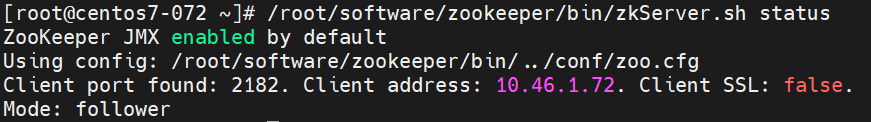 [root@centos7-072 ~]# /root/software/zookeeper/bin/zkServer.sh status
ZooKeeper JMX enabled by default
Using config: /root/software/zookeeper/bin/../conf/zoo.cfg
Client port found: 2182. Client address: 10.46.1.72. Client SSL: false.
Mode: follower